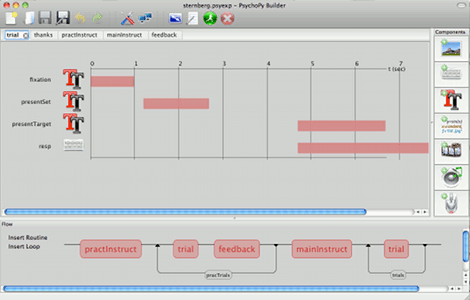 sternberg.psyexp - PsychoPy Builder
trial thanks practInstruct mainInstruct feedback
Components
0 1 2 3 4 5 6 7
t (sec)
fixation
presentSet
presentTarget
resp
Flow
Insert Routine
Insert Loop
practInstruct trial feedback mainInstruct trial
pracTrials trials